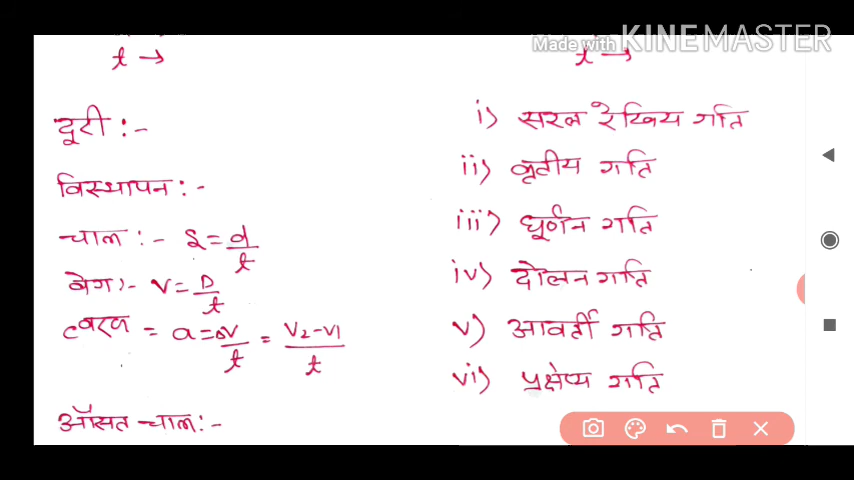 Made with KINEMASTER
t →
दूरी :-
विस्थापन :-
चाल :- s = d/t
वेग :- v = D/t
त्वरण = a = ΔV/t = V2-V1/t
औसत चाल :-
t →
i) सरल रेखिय गति
ii) वृतीय गति
iii) घूर्णन गति
iv) दोलन गति
v) आवर्ती गति
vi) प्रक्षेप्य गति